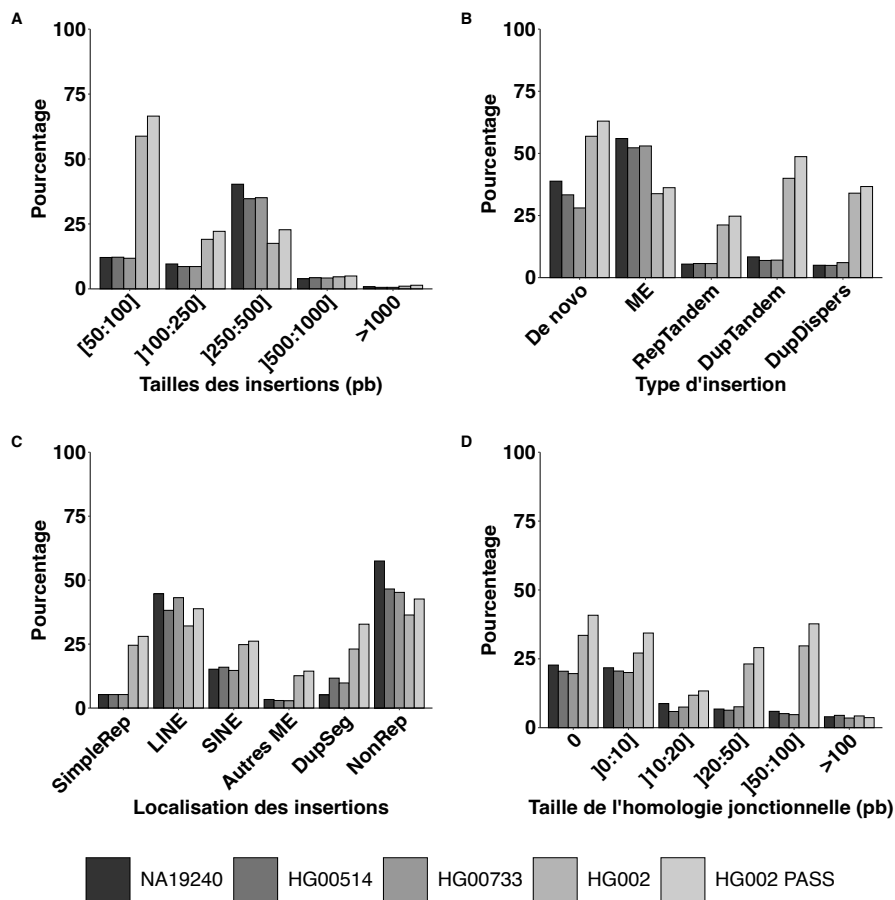 A
Pourcentage
100
75
50
25
0
[50:100]
]100:250]
]250:500]
]500:1000]
>1000
Tailles des insertions (pb)
B
Pourcentage
100
75
50
25
0
De novo
ME
RepTandem
DupTandem
DupDispers
Type d'insertion
C
Pourcentage
100
75
50
25
0
SimpleRep
LINE
SINE
Autres ME
DupSeg
NonRep
Localisation des insertions
D
Pourcenteage
100
75
50
25
0
0
]0:10]
]10:20]
]20:50]
]50:100]
>100
Taille de l'homologie jonctionnelle (pb)
NA19240 HG00514 HG00733 HG002 HG002 PASS